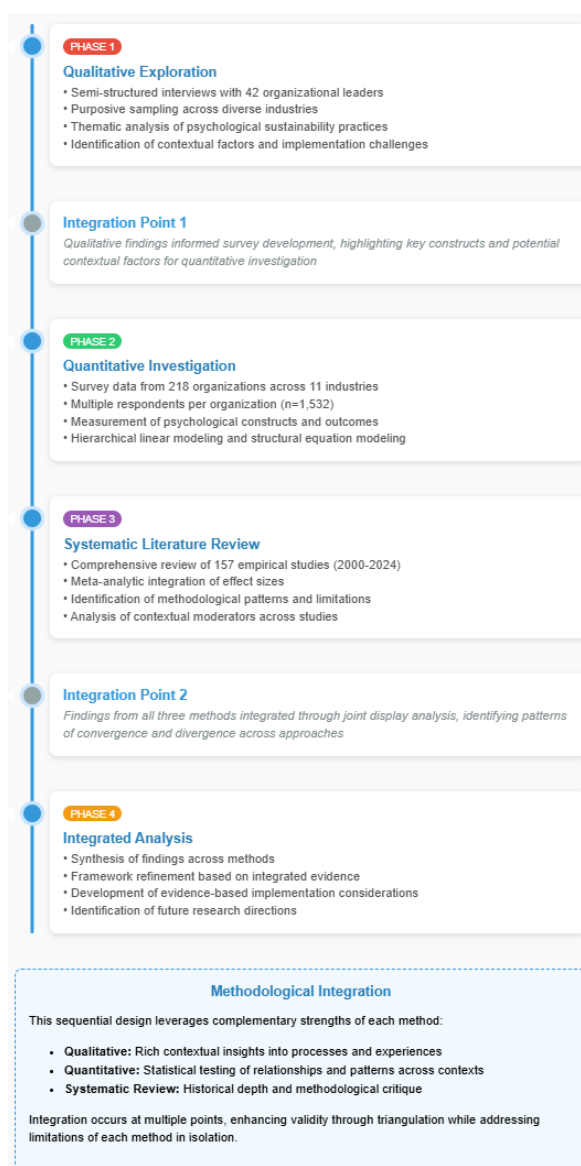 PHASE 1
Qualitative Exploration
• Semi-structured interviews with 42 organizational leaders
• Purposive sampling across diverse industries
• Thematic analysis of psychological sustainability practices
• Identification of contextual factors and implementation challenges
Integration Point 1
Qualitative findings informed survey development, highlighting key constructs and potential
contextual factors for quantitative investigation
PHASE 2
Quantitative Investigation
• Survey data from 218 organizations across 11 industries
• Multiple respondents per organization (n=1,532)
• Measurement of psychological constructs and outcomes
• Hierarchical linear modeling and structural equation modeling
PHASE 3
Systematic Literature Review
• Comprehensive review of 157 empirical studies (2000-2024)
• Meta-analytic integration of effect sizes
• Identification of methodological patterns and limitations
• Analysis of contextual moderators across studies
Integration Point 2
Findings from all three methods integrated through joint display analysis, identifying patterns
of convergence and divergence across approaches
PHASE 4
Integrated Analysis
• Synthesis of findings across methods
• Framework refinement based on integrated evidence
• Development of evidence-based implementation considerations
• Identification of future research directions
Methodological Integration
This sequential design leverages complementary strengths of each method:
• Qualitative: Rich contextual insights into processes and experiences
• Quantitative: Statistical testing of relationships and patterns across contexts
• Systematic Review: Historical depth and methodological critique
Integration occurs at multiple points, enhancing validity through triangulation while addressing
limitations of each method in isolation.